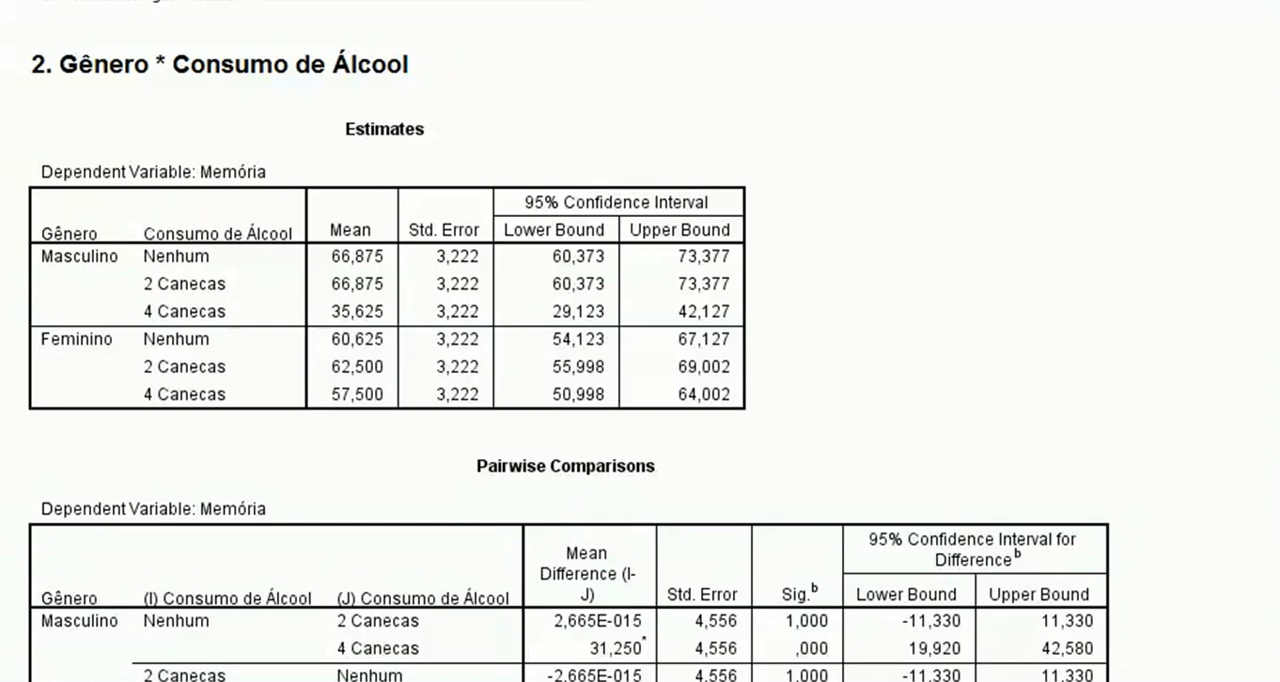 2. Gênero * Consumo de Álcool
Estimates
Dependent Variable: Memória
95% Confidence Interval
Gênero Consumo de Álcool Mean Std. Error Lower Bound Upper Bound
Masculino Nenhum 66,875 3,222 60,373 73,377
2 Canecas 66,875 3,222 60,373 73,377
4 Canecas 35,625 3,222 29,123 42,127
Feminino Nenhum 60,625 3,222 54,123 67,127
2 Canecas 62,500 3,222 55,998 69,002
4 Canecas 57,500 3,222 50,998 64,002
Pairwise Comparisons
Dependent Variable: Memória
95% Confidence Interval for
Difference b
Mean
Difference (I-
J)
Gênero (I) Consumo de Álcool (J) Consumo de Álcool Std. Error Sig.b Lower Bound Upper Bound
Masculino Nenhum 2 Canecas 2,665E-015 4,556 1,000 -11,330 11,330
4 Canecas 31,250* 4,556 ,000 19,920 42,580
2 Canecas Nenhum -2,665E-015 4,556 1,000 -11,330 11,330